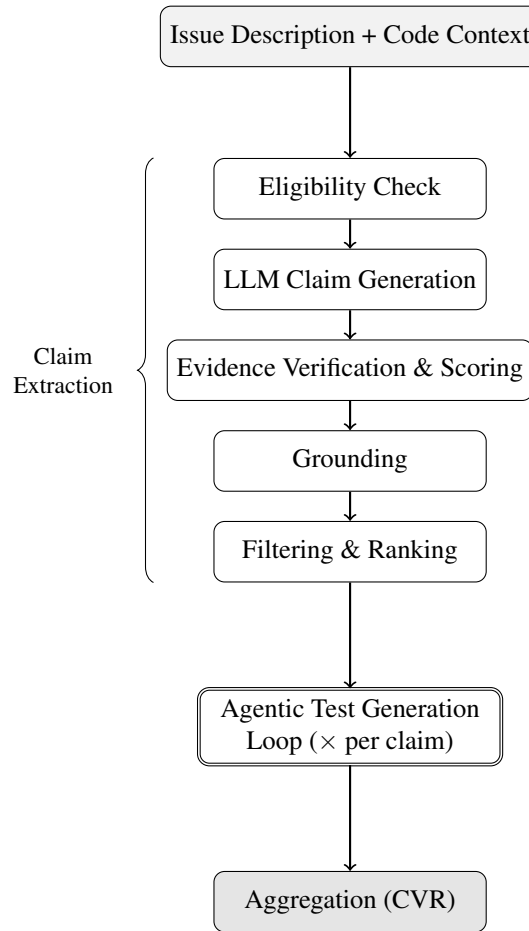 Issue Description + Code Context
Eligibility Check
LLM Claim Generation
Claim
Extraction
Evidence Verification & Scoring
Grounding
Filtering & Ranking
Agentic Test Generation
Loop (× per claim)
Aggregation (CVR)